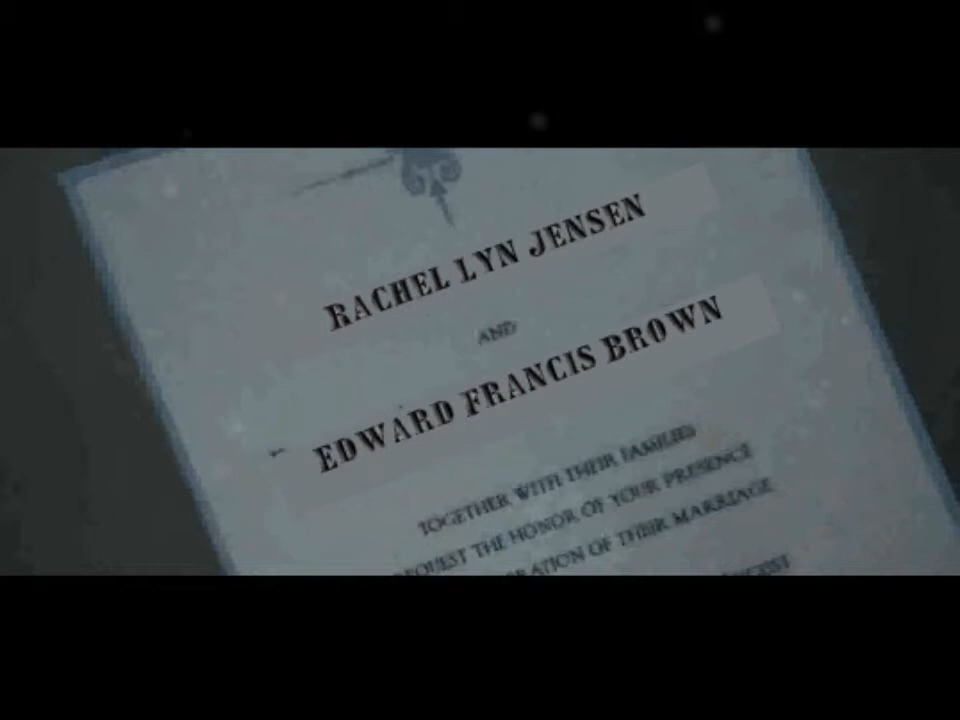 RACHEL LYN JENSEN
AND
EDWARD FRANCIS BROWN
TOGETHER WITH THEIR FAMILIES
REQUEST THE HONOR OF YOUR PRESENCE
OF THEIR MARRIAGE